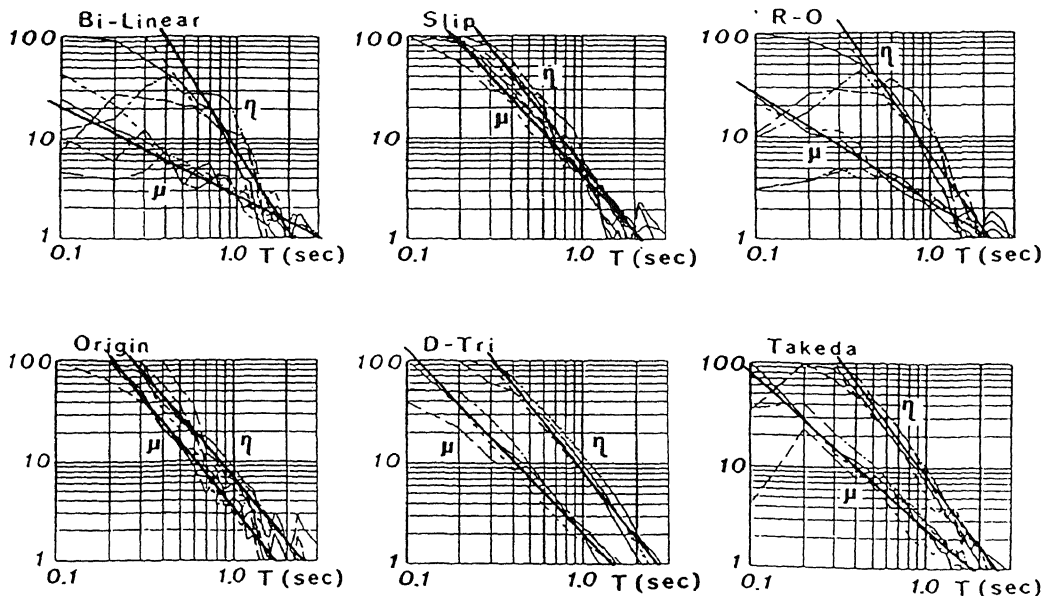 Bi-Linear
100
10
1
η
μ
0.1 1.0 T (sec)
Slip
100
10
1
η
μ
0.1 1.0 T (sec)
R-O
100
10
1
η
μ
0.1 1.0 T (sec)
Origin
100
10
1
μ
η
0.1 1.0 T (sec)
D-Tri
100
10
1
μ
η
0.1 1.0 T (sec)
Takeda
100
10
1
η
μ
0.1 1.0 T (sec)